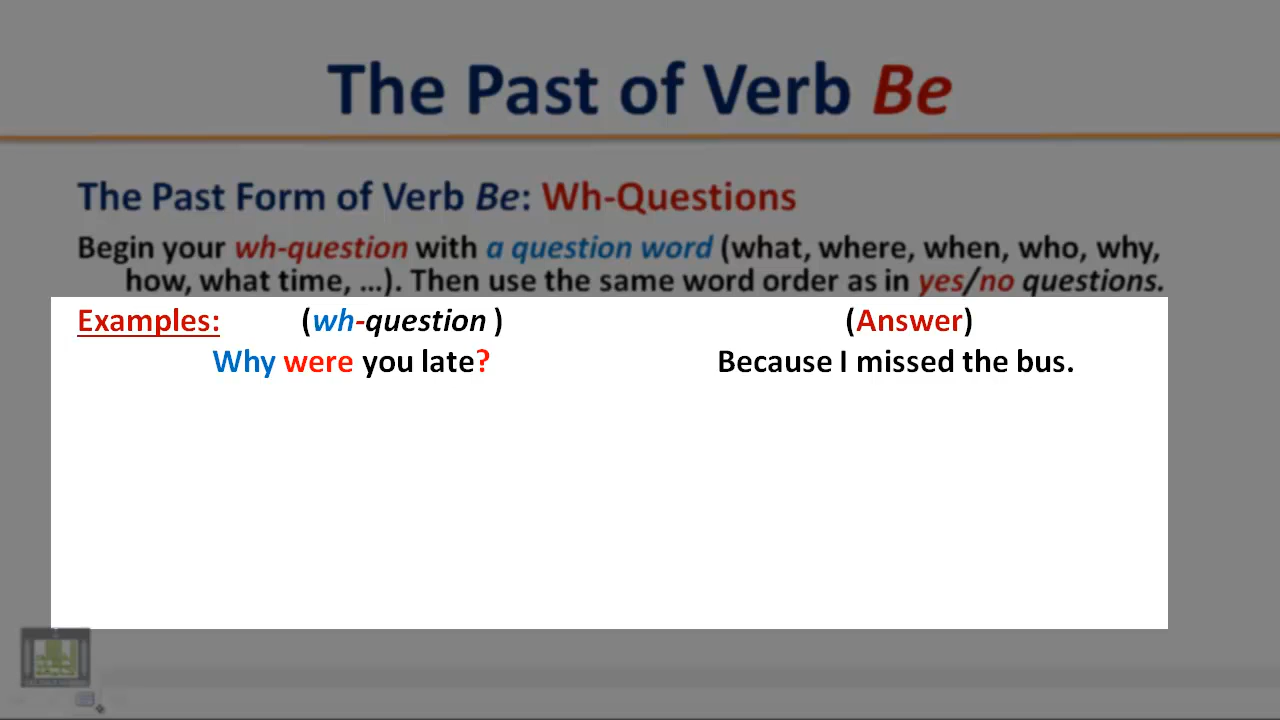 The Past of Verb Be
The Past Form of Verb Be: Wh-Questions
Begin your wh-question with a question word (what, where, when, who, why,
how, what time, ...). Then use the same word order as in yes/no questions.
Examples: (wh-question ) (Answer)
Why were you late? Because I missed the bus.